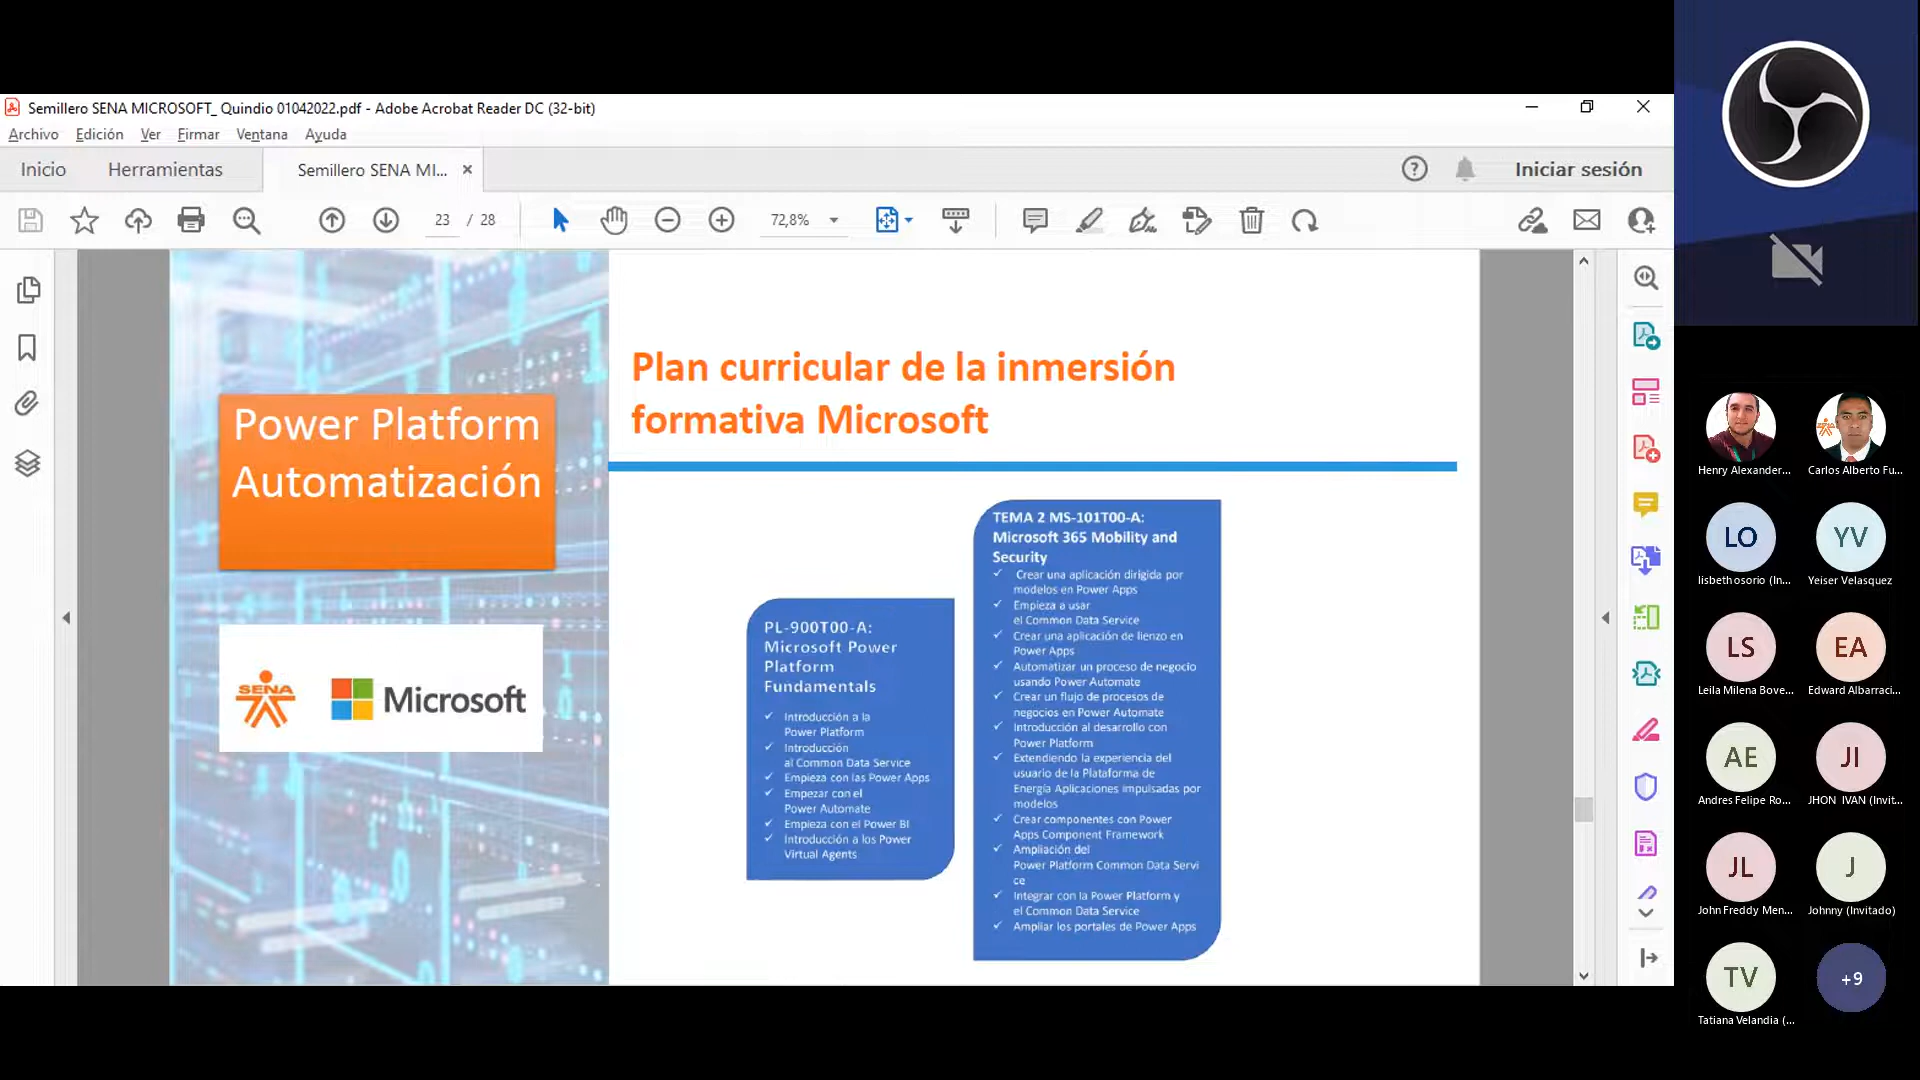 Semillero SENA MICROSOFT_ Quindio 01042022.pdf - Adobe Acrobat Reader DC (32-bit)
Archivo Edición Ver Firmar Ventana Ayuda
Inicio Herramientas Semillero SENA MI... × Iniciar sesión
23 / 28 72,8%
Power Platform
Automatización
SENA
Microsoft
Plan curricular de la inmersión
formativa Microsoft
PL-900T00-A:
Microsoft Power
Platform
Fundamentals
✓ Introducción a la
Power Platform
✓ Introducción
al Common Data Service
✓ Empieza con las Power Apps
✓ Empezar con el
Power Automate
✓ Empieza con el Power BI
✓ Introducción a los Power
Virtual Agents
TEMA 2 MS-101T00-A:
Microsoft 365 Mobility and
Security
✓ Crear una aplicación dirigida por
modelos en Power Apps
✓ Empieza a usar
el Common Data Service
✓ Crear una aplicación de lienzo en
Power Apps
✓ Automatizar un proceso de negocio
usando Power Automate
✓ Crear un flujo de procesos de
negocios en Power Automate
✓ Introducción al desarrollo con
Power Platform
✓ Extendiendo la experiencia del
usuario de la Plataforma de
Energía Aplicaciones impulsadas por
modelos
✓ Crear componentes con Power
Apps Component Framework
✓ Ampliación del
Power Platform Common Data Servi
ce
✓ Integrar con la Power Platform y
el Common Data Service
✓ Ampliar los portales de Power Apps
Henry Alexander... Carlos Alberto Fu...
LO YV
lisbeth osorio (In... Yeiser Velasquez
LS EA
Leila Milena Bove... Edward Albarraci...
AE JI
Andres Felipe Ro... JHON IVAN (Invit...
JL J
John Freddy Men... Johnny (Invitado)
TV +9
Tatiana Velandia (...